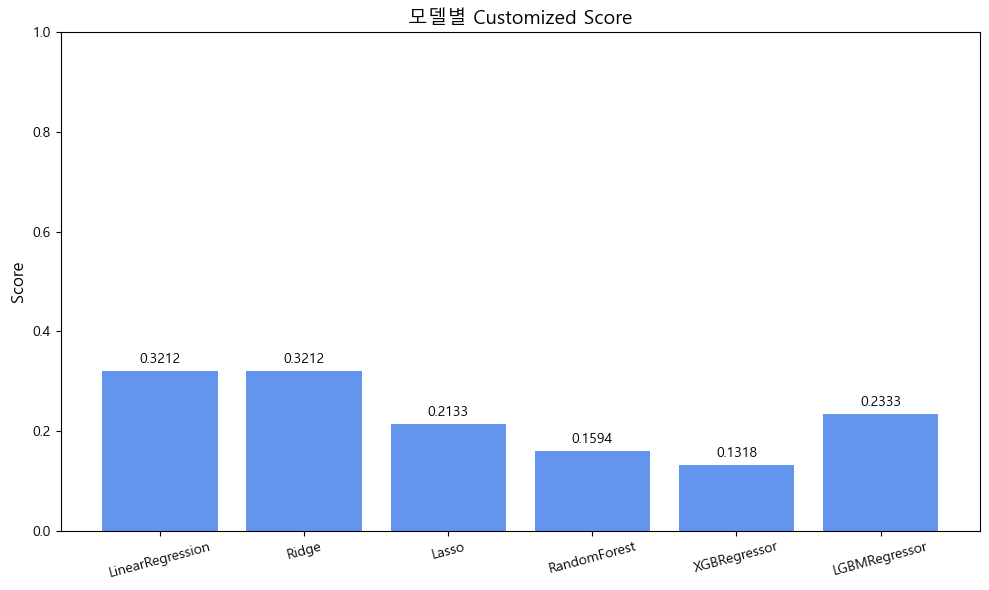 모델별 Customized Score
Score
1.0
0.8
0.6
0.4
0.2
0.0
0.3212
0.3212
0.2133
0.1594
0.1318
0.2333
LinearRegression
Ridge
Lasso
RandomForest
XGBRegressor
LGBMRegressor